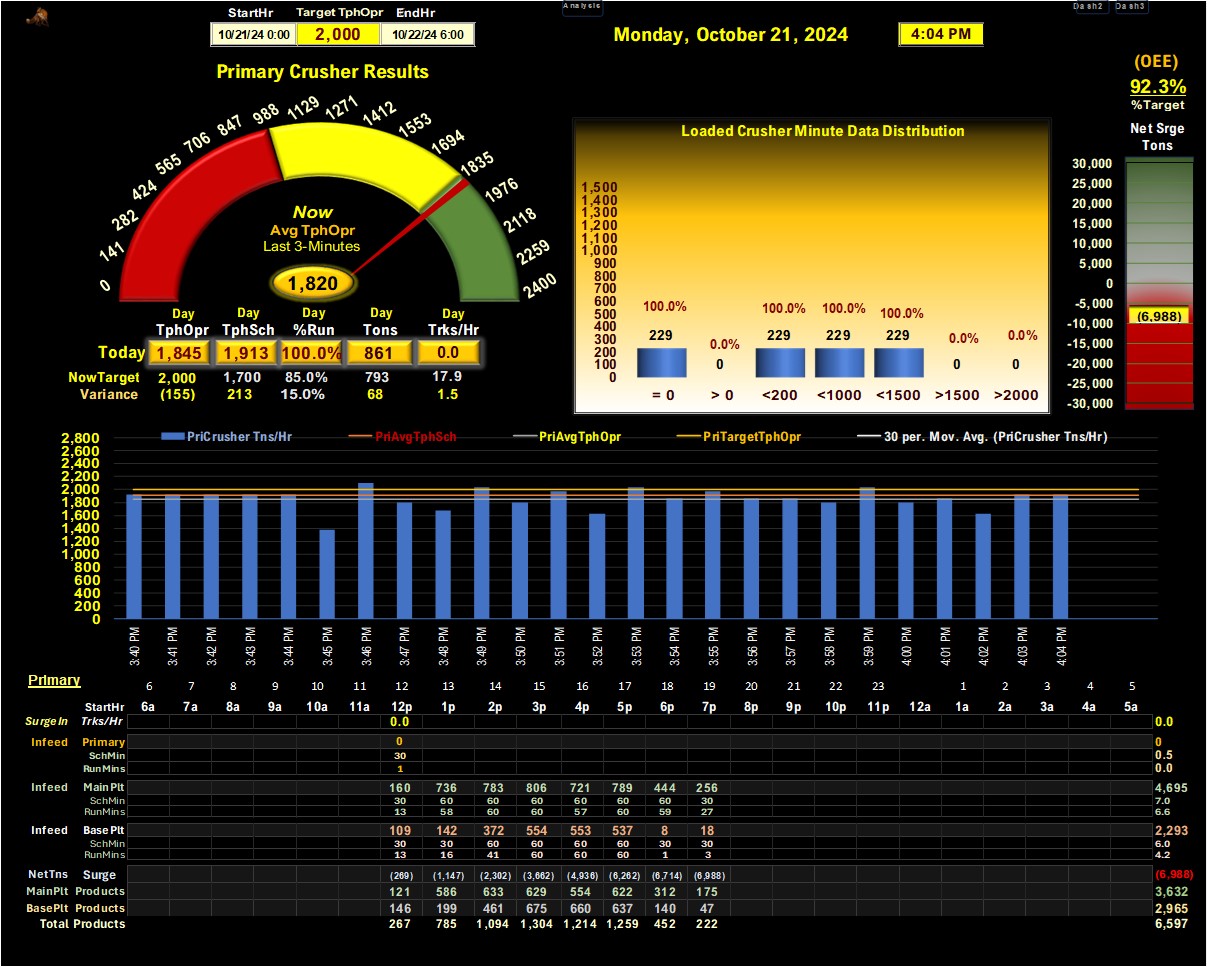 Analysis Dash2 Dash3
StartHr Target TphOpr EndHr
10/21/24 0:00 2,000 10/22/24 6:00
Monday, October 21, 2024
4:04 PM
(OEE)
92.3%
%Target
Net Srge
Tons
30,000
25,000
20,000
15,000
10,000
5,000
0
-5,000
(6,988)
-10,000
-15,000
-20,000
-25,000
-30,000
Primary Crusher Results
0
141
282
424
565
706
847
988
1129
1271
1412
1553
1694
1835
1976
2118
2259
2400
Now
Avg TphOpr
Last 3-Minutes
1,820
Day Day Day Day Day
TphOpr TphSch %Run Tons Trks/Hr
Today 1,845 1,913 100.0% 861 0.0
NowTarget 2,000 1,700 85.0% 793 17.9
Variance (155) 213 15.0% 68 1.5
Loaded Crusher Minute Data Distribution
1,500
1,400
1,300
1,200
1,100
1,000
900
800
700
600
500
400
300
200
100
0
100.0% 0.0% 100.0% 100.0% 100.0% 0.0% 0.0%
229 0 229 229 229 0 0
= 0 > 0 <200 <1000 <1500 >1500 >2000
PriCrusher Tns/Hr PriAvgTphSch PriAvgTphOpr PriTargetTphOpr 30 per. Mov. Avg. (PriCrusher Tns/Hr)
2,800
2,600
2,400
2,200
2,000
1,800
1,600
1,400
1,200
1,000
800
600
400
200
0
3:40 PM
3:41 PM
3:42 PM
3:43 PM
3:44 PM
3:45 PM
3:46 PM
3:47 PM
3:48 PM
3:49 PM
3:50 PM
3:51 PM
3:52 PM
3:53 PM
3:54 PM
3:55 PM
3:56 PM
3:57 PM
3:58 PM
3:59 PM
4:00 PM
4:01 PM
4:02 PM
4:03 PM
4:04 PM
Primary
6 7 8 9 10 11 12 13 14 15 16 17 18 19 20 21 22 23 1 2 3 4 5
StartHr 6a 7a 8a 9a 10a 11a 12p 1p 2p 3p 4p 5p 6p 7p 8p 9p 10p 11p 12a 1a 2a 3a 4a 5a
SurgeIn Trks/Hr 0.0 0.0
Infeed Primary 0 0
SchMin 30 0.5
RunMins 1 0.0
Infeed MainPlt 160 736 783 806 721 789 444 256 4,695
SchMin 30 60 60 60 60 60 60 30 7.0
RunMins 13 58 60 60 57 60 59 27 6.6
Infeed Base Plt 109 142 372 554 553 537 8 18 2,293
SchMin 30 30 60 60 60 60 30 30 6.0
RunMins 13 16 41 60 60 60 1 3 4.2
NetTns Surge (269) (1,147) (2,302) (3,662) (4,936) (6,262) (6,714) (6,988) (6,988)
MainPlt Products 121 586 633 629 554 622 312 175 3,632
BasePlt Products 146 199 461 675 660 637 140 47 2,965
Total Products 267 785 1,094 1,304 1,214 1,259 452 222 6,597